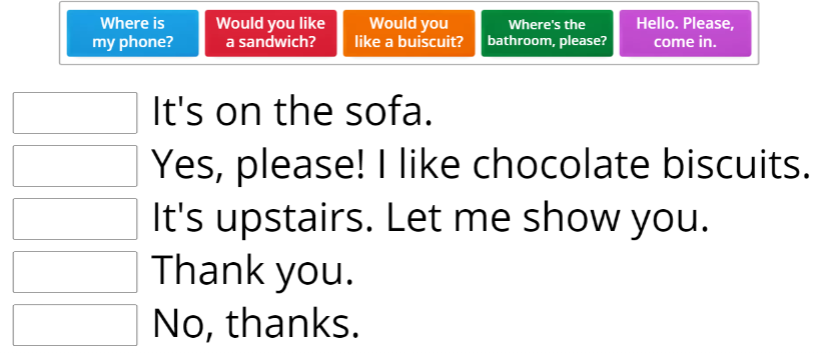 Where is
my phone?
Would you like
a sandwich?
Would you
like a buiscuit?
Where's the
bathroom, please?
Hello. Please,
come in.
It's on the sofa.
Yes, please! I like chocolate biscuits.
It's upstairs. Let me show you.
Thank you.
No, thanks.